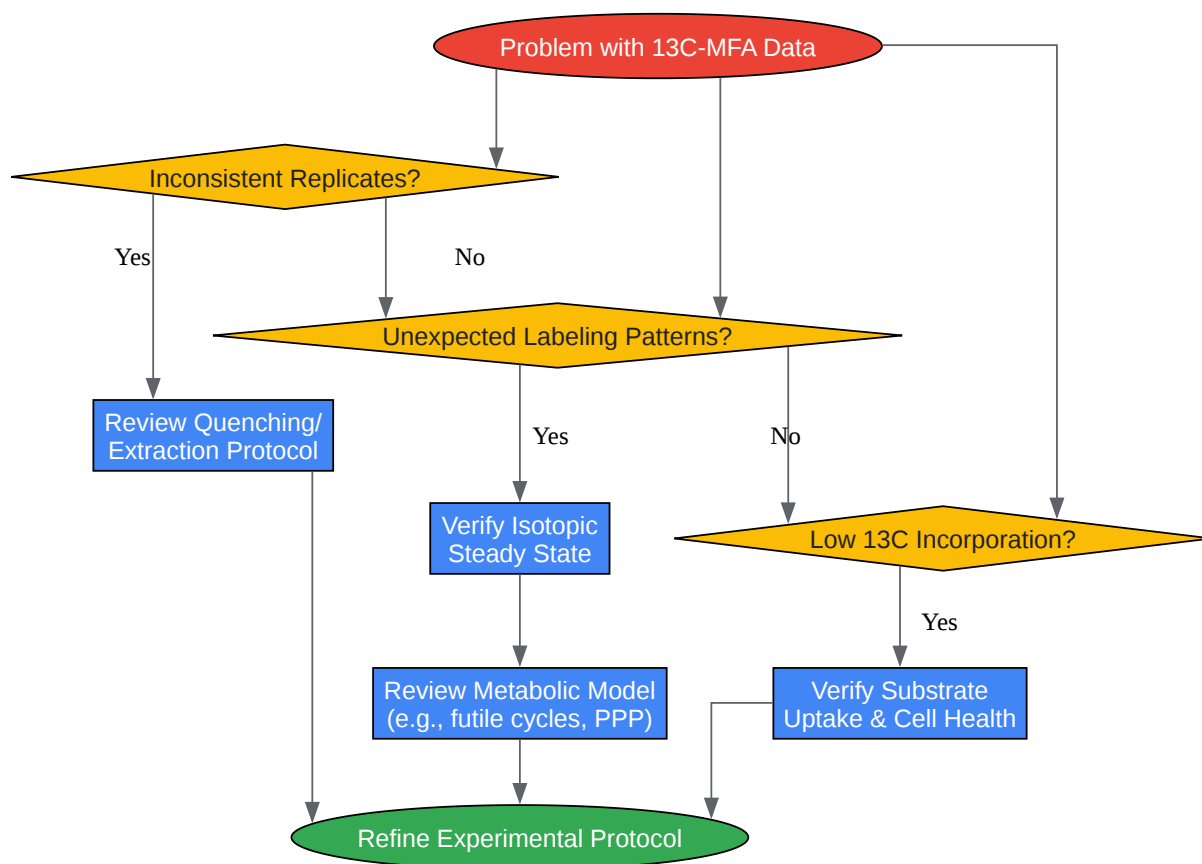 Problem with 13C-MFA Data
Inconsistent Replicates?
Yes
No
Unexpected Labeling Patterns?
Review Quenching/
Extraction Protocol
Yes
No
Verify Isotopic
Steady State
Low 13C Incorporation?
Yes
Review Metabolic Model
(e.g., futile cycles, PPP)
Verify Substrate
Uptake & Cell Health
Refine Experimental Protocol